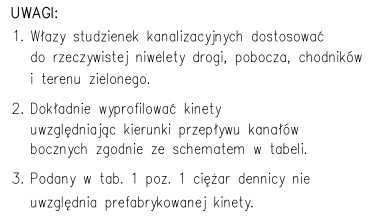 UWAGI:
1. Włazy studzienek kanalizacyjnych dostosować
do rzeczywistej niwelety drogi, pobocza, chodników
i terenu zielonego.
2. Dokładnie wyprofilować kinety
uwzględniając kierunki przepływu kanałów
bocznych zgodnie ze schematem w tabeli.
3. Podany w tab. 1 poz. 1 ciężar dennicy nie
uwzględnia prefabrykowanej kinety.